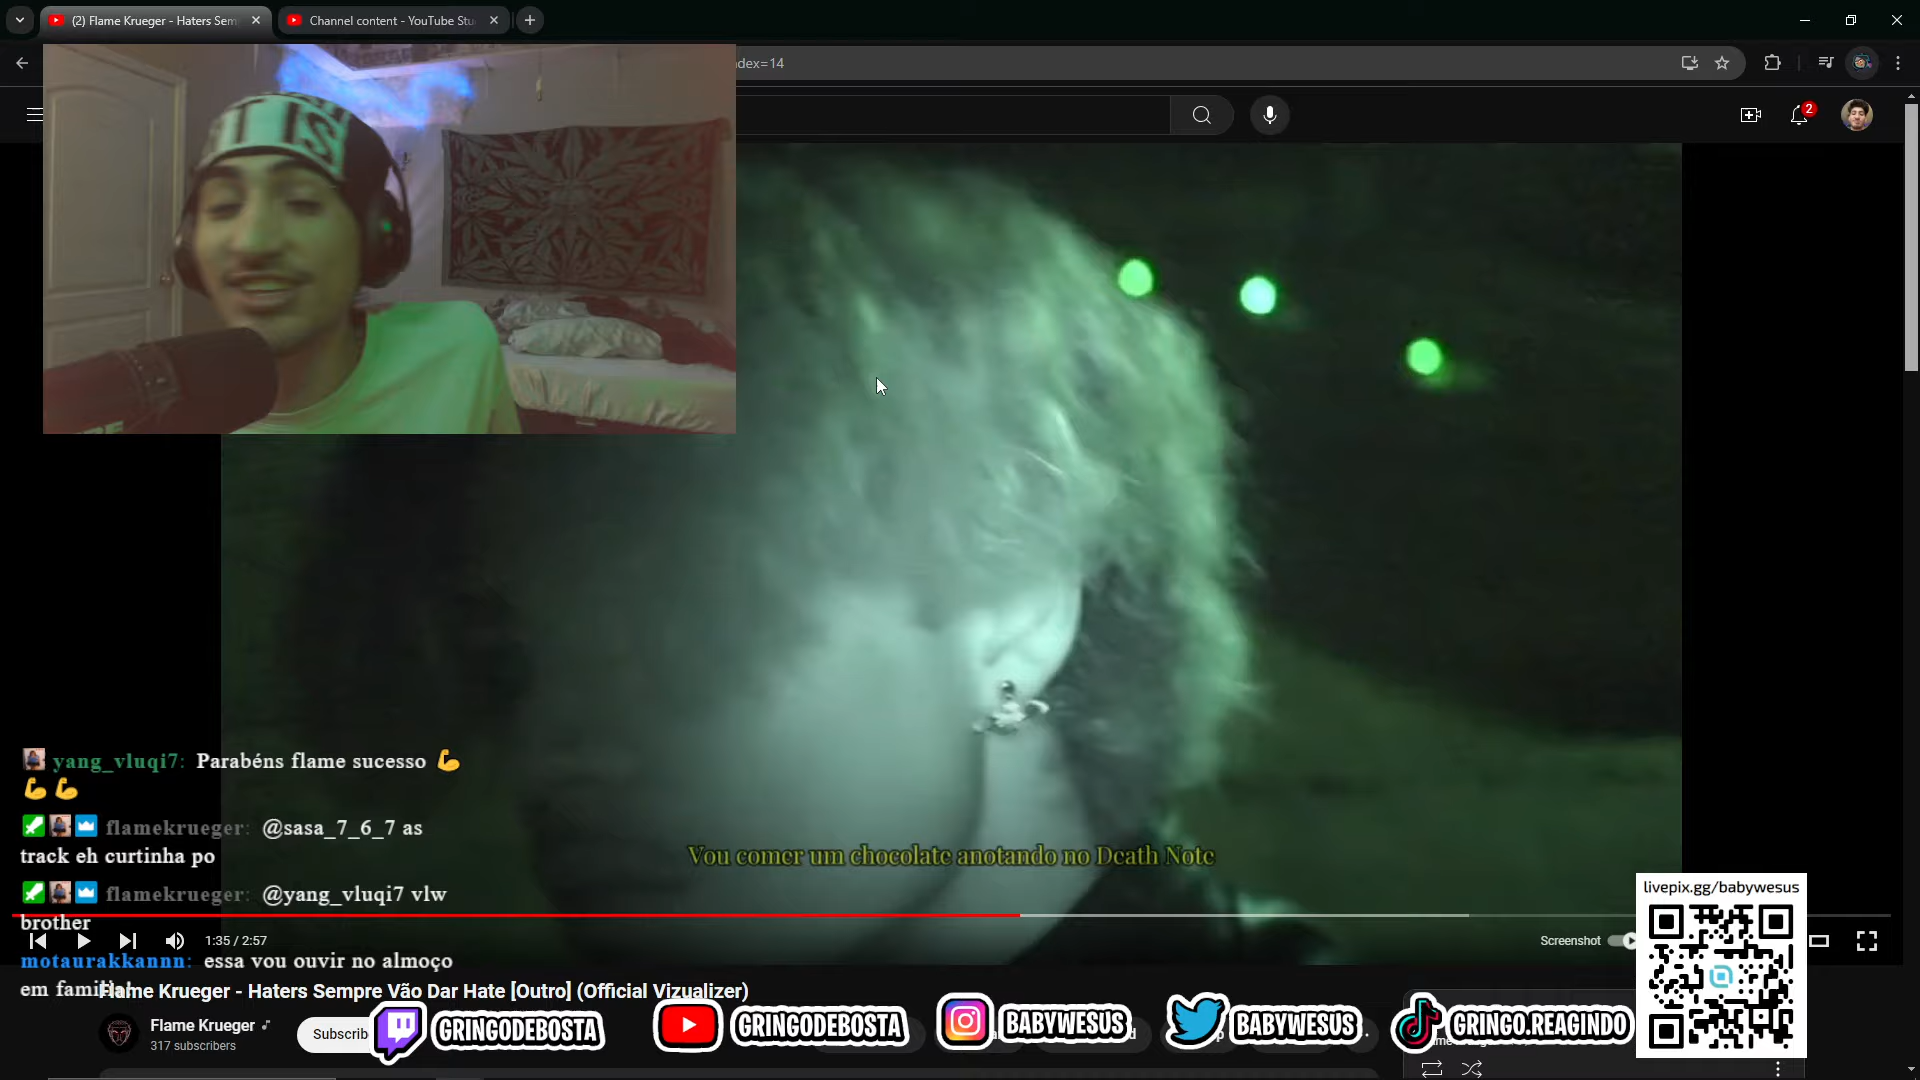 (2) Flame Krueger - Haters Sem
Channel content - YouTube Stu
dex=14
2
yang_vluqi7: Parabéns flame sucesso 💪
💪💪
flamekrueger: @sasa_7_6_7 as
track eh curtinha po
flamekrueger: @yang_vluqi7 vlw
brother
motaurakkannn: essa vou ouvir no almoço
em familia
Vou comer um chocolate anotando no Death Note
livepix.gg/babywesus
1:35 / 2:57
Screenshot
Flame Krueger - Haters Sempre Vão Dar Hate [Outro] (Official Vizualizer)
Flame Krueger
317 subscribers
Subscrib
GRINGODEBOSTA
GRINGODEBOSTA
BABYWESUS
BABYWESUS
GRINGO.REAGINDO